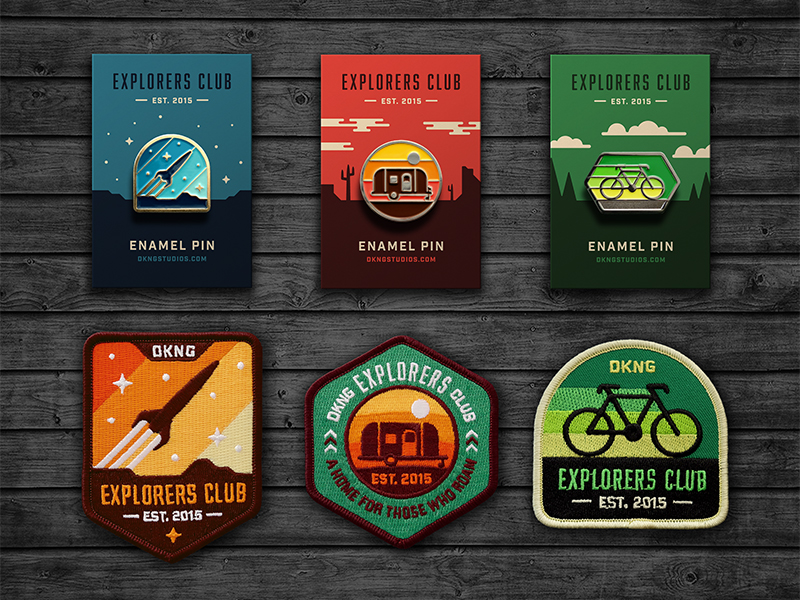 EXPLORERS CLUB
EST. 2015
ENAMEL PIN
DKNGSTUDIOS.COM
EXPLORERS CLUB
EST. 2015
ENAMEL PIN
DKNGSTUDIOS.COM
EXPLORERS CLUB
EST. 2015
ENAMEL PIN
DKNGSTUDIOS.COM
DKNG
EXPLORERS CLUB
EST. 2015
DKNG EXPLORERS CLUB
EST. 2015
A HOME FOR THOSE WHO ROAM
DKNG
EXPLORERS CLUB
EST. 2015